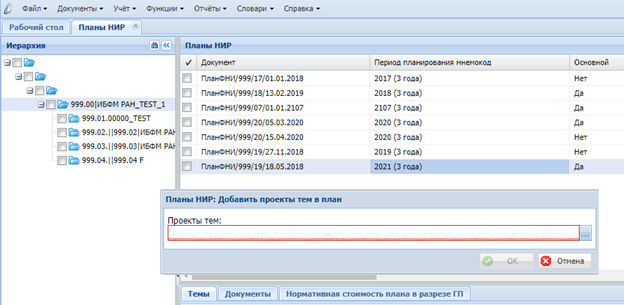 Файл Документы Учёт Функции Отчёты Словари Справка
Рабочий стол Планы НИР
Иерархия
999.00|ИБФМ РАН_TEST_1
999.01.00000_TEST
999.02.||999.02|ИБФМ РАН
999.03.||999.03|ИБФМ РАН
999.04.||999.04 F
Планы НИР
Документ Период планирования мнемокод Основной
ПланФНИ/999/17/01.01.2018 2017 (3 года) Нет
ПланФНИ/999/18/13.02.2019 2018 (3 года) Да
ПланФНИ/999/07/01.01.2107 2107 (3 года) Да
ПланФНИ/999/20/05.03.2020 2020 (3 года) Да
ПланФНИ/999/20/15.04.2020 2020 (3 года) Нет
ПланФНИ/999/19/27.11.2018 2019 (3 года) Нет
ПланФНИ/999/19/18.05.2018 2021 (3 года) Да
Планы НИР: Добавить проекты тем в план
Проекты тем:
...
ОК Отмена
Темы Документы Нормативная стоимость плана в разрезе ГП